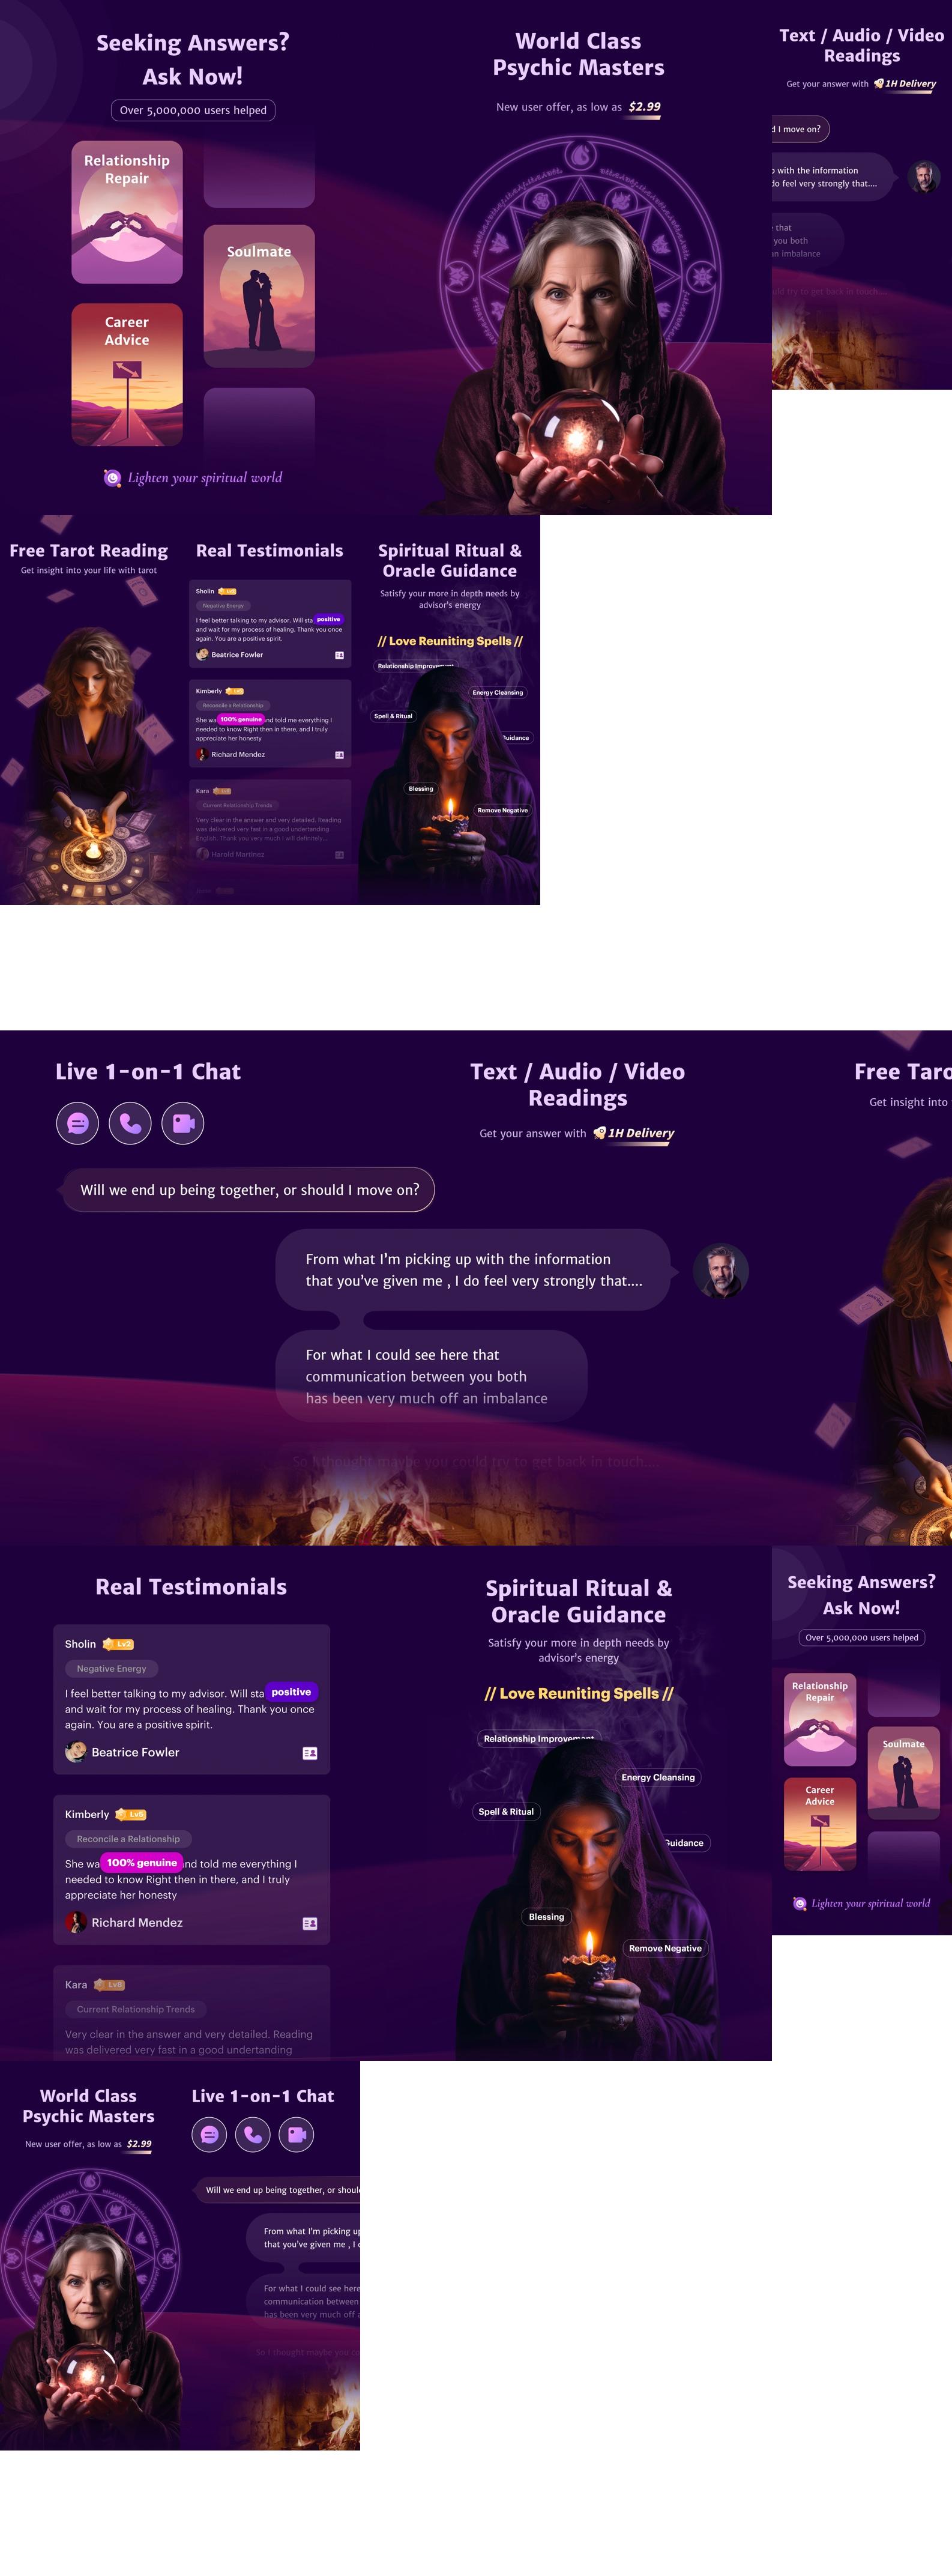 Seeking Answers?
Ask Now!
Over 5,000,000 users helped
Relationship
Repair
Soulmate
Career
Advice
Lighten your spiritual world
World Class
Psychic Masters
New user offer, as low as $2.99
Text / Audio / Video
Readings
Get your answer with 1H Delivery
d I move on?
with the information
do feel very strongly that....
that
you both
an imbalance
uld try to get back in touch....
Free Tarot Reading
Get insight into your life with tarot
Real Testimonials
Sholin
Negative Energy
I feel better talking to my advisor. Will sta positive
and wait for my process of healing. Thank you once
again. You are a positive spirit.
Beatrice Fowler
Kimberly
Reconcile a Relationship
She wa 100% genuine nd told me everything I
needed to know Right then in there, and I truly
appreciate her honesty
Richard Mendez
Kara
Current Relationship Trends
Very clear in the answer and very detailed. Reading
was delivered very fast in a good undertanding
English. Thank you very much I will definitely...
Harold Martinez
Spiritual Ritual &
Oracle Guidance
Satisfy your more in depth needs by
advisor's energy
// Love Reuniting Spells //
Relationship Improvement
Energy Cleansing
Spell & Ritual
Guidance
Blessing
Remove Negative
Live 1-on-1 Chat
Will we end up being together, or should I move on?
From what I'm picking up with the information
that you've given me , I do feel very strongly that....
For what I could see here that
communication between you both
has been very much off an imbalance
So I thought maybe you could try to get back in touch....
Text / Audio / Video
Readings
Get your answer with 1H Delivery
Free Taro
Get insight into
Real Testimonials
Sholin Lv2
Negative Energy
I feel better talking to my advisor. Will sta positive
and wait for my process of healing. Thank you once
again. You are a positive spirit.
Beatrice Fowler
Kimberly Lv5
Reconcile a Relationship
She wa 100% genuine nd told me everything I
needed to know Right then in there, and I truly
appreciate her honesty
Richard Mendez
Kara
Current Relationship Trends
Very clear in the answer and very detailed. Reading
was delivered very fast in a good undertanding
Spiritual Ritual &
Oracle Guidance
Satisfy your more in depth needs by
advisor's energy
// Love Reuniting Spells //
Relationship Improvement
Energy Cleansing
Spell & Ritual
Guidance
Blessing
Remove Negative
Seeking Answers?
Ask Now!
Over 5,000,000 users helped
Relationship
Repair
Soulmate
Career
Advice
Lighten your spiritual world
World Class
Psychic Masters
New user offer, as low as $2.99
Live 1-on-1 Chat
Will we end up being together, or shoul
From what I'm picking up
that you've given me , I
For what I could see here
communication between
has been very much off
So I thought maybe you co